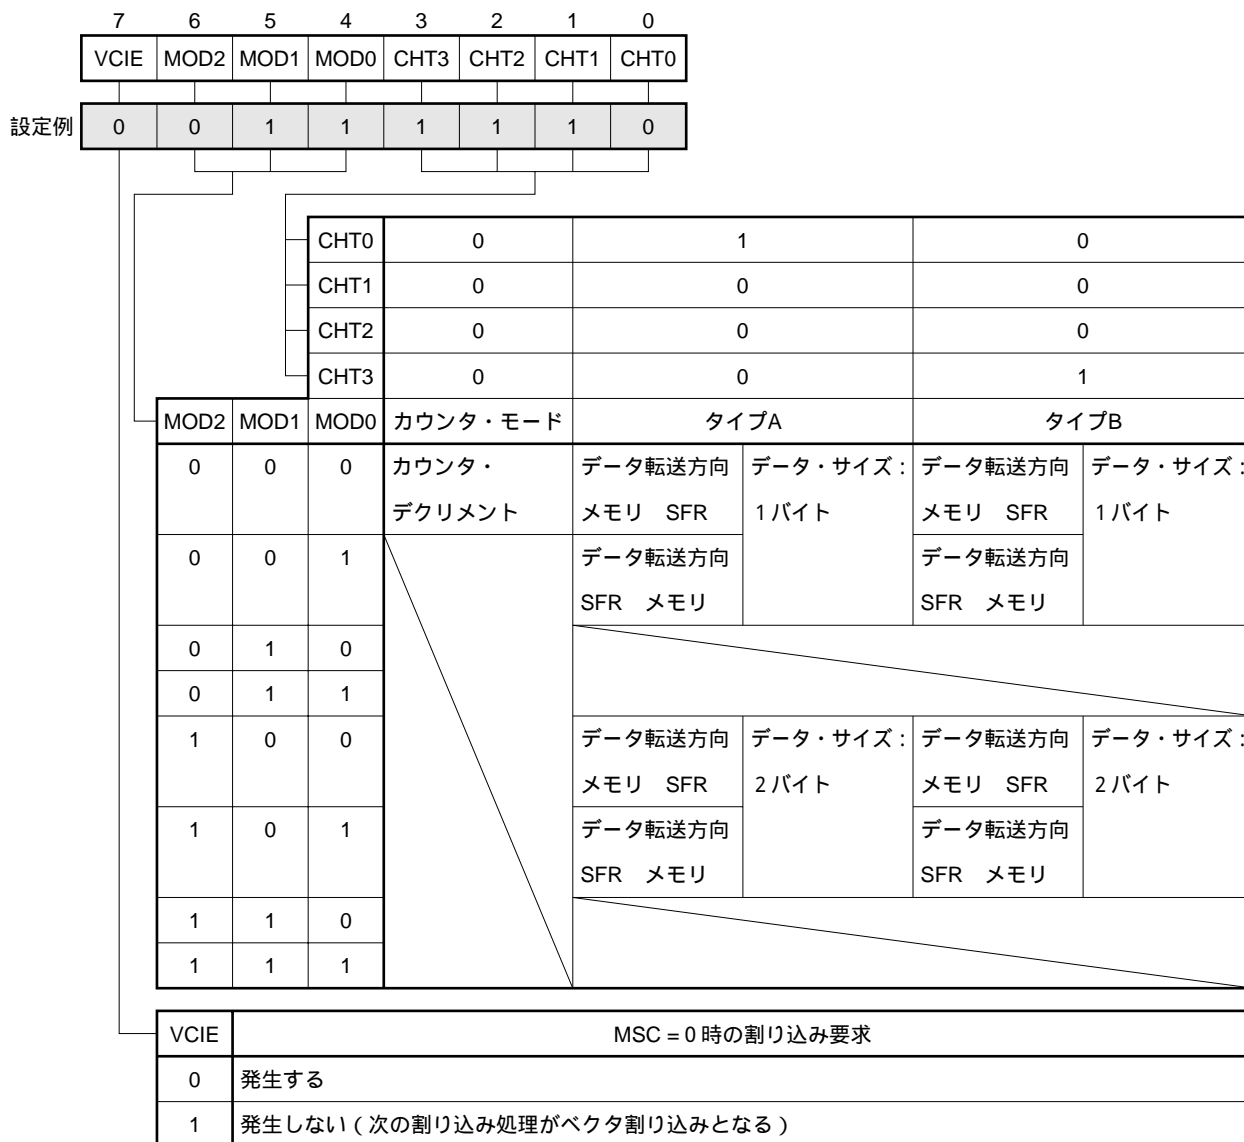 7 6 5 4 3 2 1 0
VCIE MOD2 MOD1 MOD0 CHT3 CHT2 CHT1 CHT0
設定例 0 0 1 1 1 1 1 0
CHT0 0 1 0
CHT1 0 0 0
CHT2 0 0 0
CHT3 0 0 1
MOD2 MOD1 MOD0 カウンタ・モード タイプA タイプB
0 0 0 カウンタ・ データ転送方向 データ・サイズ： データ転送方向 データ・サイズ：
デクリメント メモリ SFR 1バイト メモリ SFR 1バイト
0 0 1 データ転送方向 データ転送方向
SFR メモリ SFR メモリ
0 1 0
0 1 1
1 0 0 データ転送方向 データ・サイズ： データ転送方向 データ・サイズ：
メモリ SFR 2バイト メモリ SFR 2バイト
1 0 1 データ転送方向 データ転送方向
SFR メモリ SFR メモリ
1 1 0
1 1 1
VCIE MSC = 0 時の割り込み要求
0 発生する
1 発生しない（次の割り込み処理がベクタ割り込みとなる）